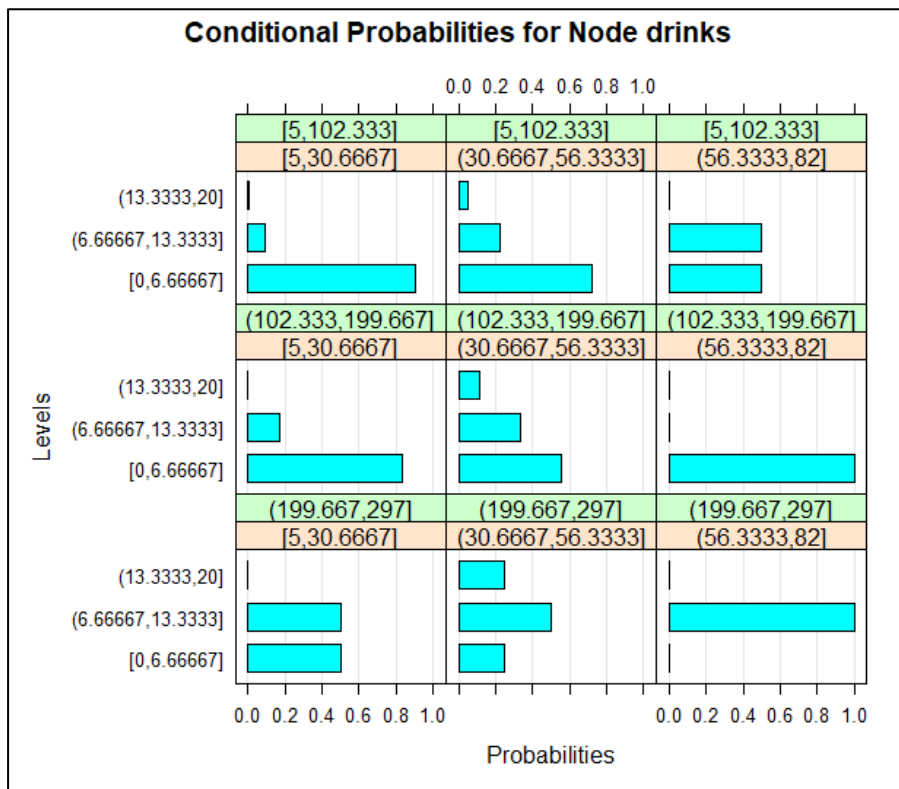 Conditional Probabilities for Node drinks
0.0 0.2 0.4 0.6 0.8 1.0
[5,102.333] [5,102.333] [5,102.333]
[5,30.6667] (30.6667,56.3333] (56.3333,82]
(13.3333,20]
(6.66667,13.3333]
[0,6.66667]
(102.333,199.667] (102.333,199.667] (102.333,199.667]
[5,30.6667] (30.6667,56.3333] (56.3333,82]
(13.3333,20]
(6.66667,13.3333]
[0,6.66667]
Levels
(199.667,297] (199.667,297] (199.667,297]
[5,30.6667] (30.6667,56.3333] (56.3333,82]
(13.3333,20]
(6.66667,13.3333]
[0,6.66667]
0.0 0.2 0.4 0.6 0.8 1.0 0.0 0.2 0.4 0.6 0.8 1.0
Probabilities